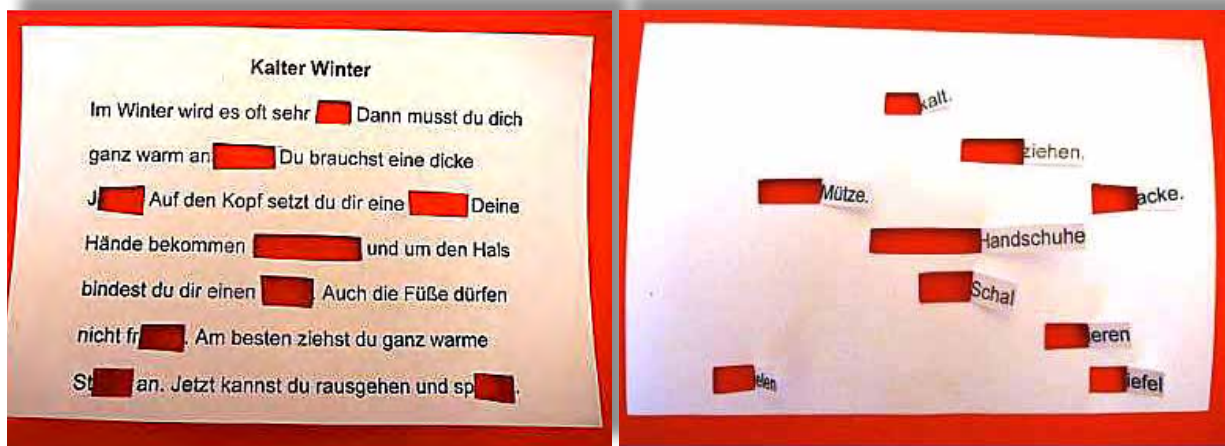 Kalter Winter
Im Winter wird es oft sehr Dann musst du dich
ganz warm an Du brauchst eine dicke
J Auf den Kopf setzt du dir eine Deine
Hände bekommen und um den Hals
bindest du dir einen . Auch die Füße dürfen
nicht fr . Am besten ziehst du ganz warme
St an. Jetzt kannst du rausgehen und sp .
kalt.
ziehen.
Mütze. acke.
Handschuhe
Schal
ieren
elen iefel